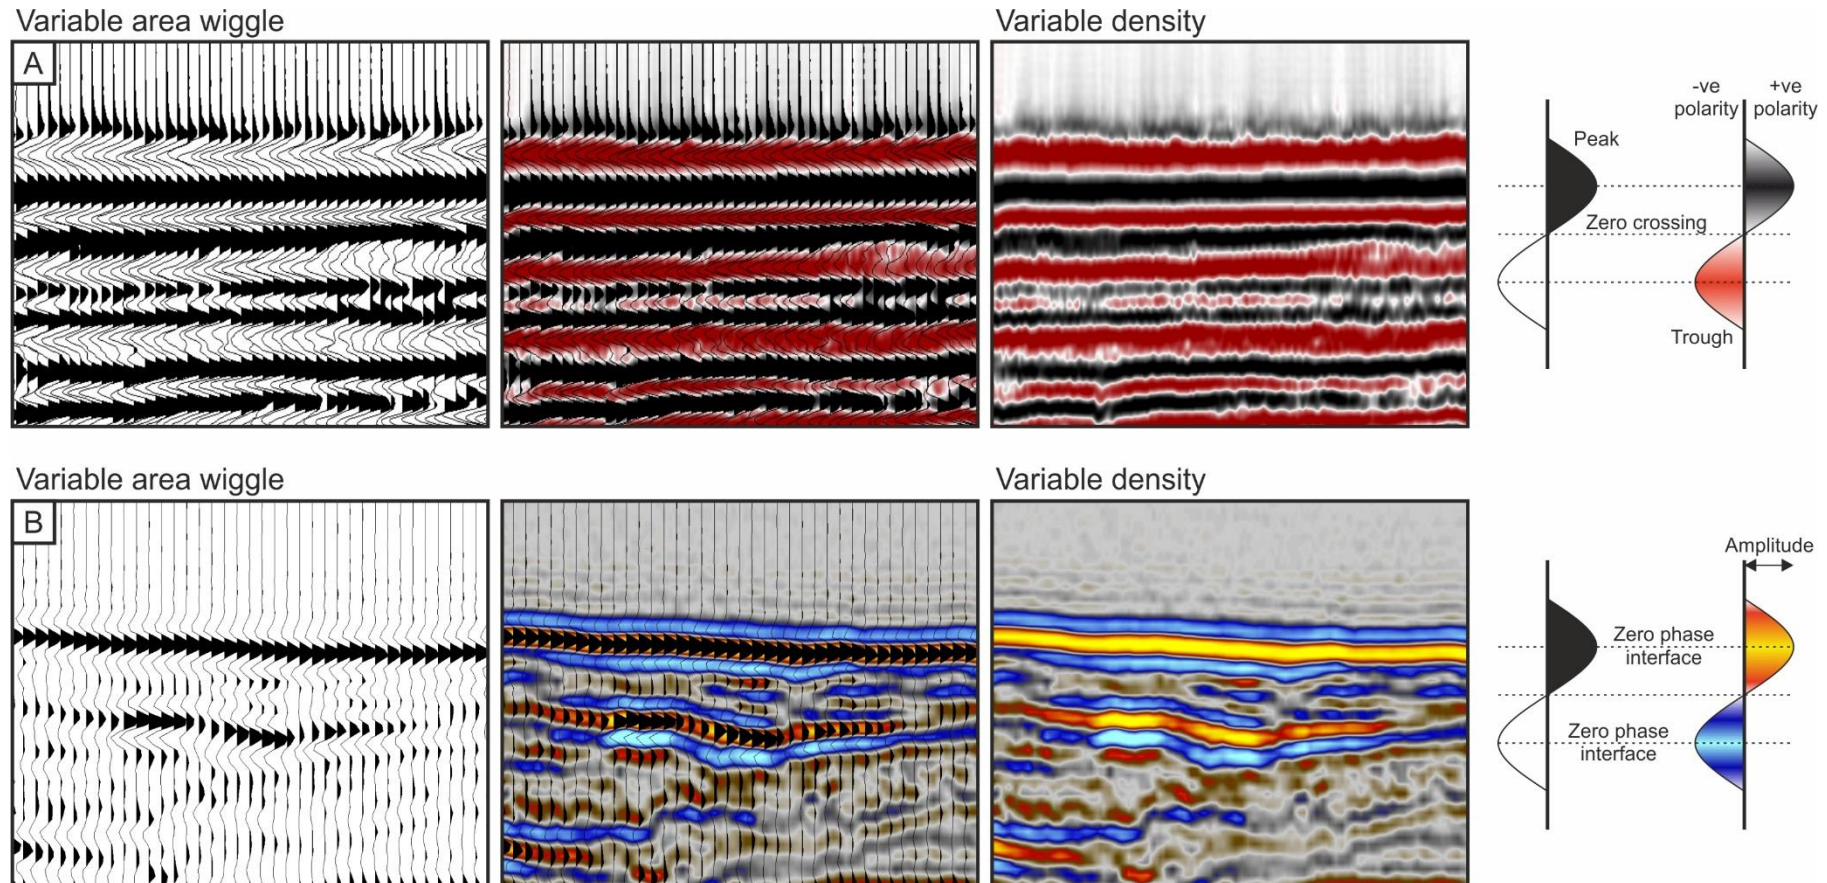 Variable area wiggle
Variable density
A
-ve
polarity
+ve
polarity
Peak
Zero crossing
Trough
Variable area wiggle
Variable density
B
Amplitude
Zero phase
interface
Zero phase
interface